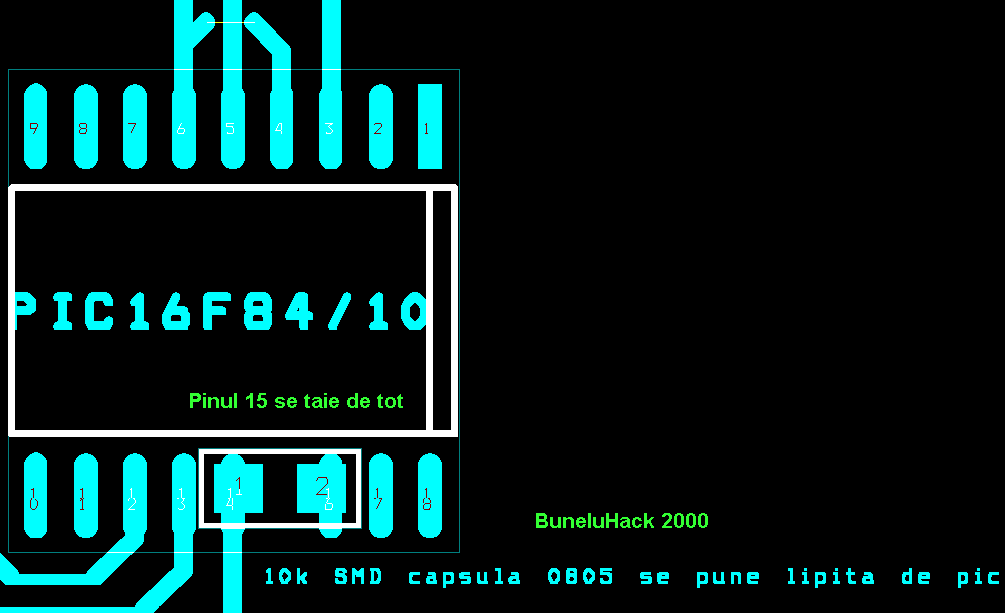 9 8 7 6 5 4 3 2 1
PIC16F84/10
Pinul 15 se taie de tot
1 2
10 11 12 13 14 16 17 18
BuneluHack 2000
10k SMD capsula 0805 se pune lipita de pic